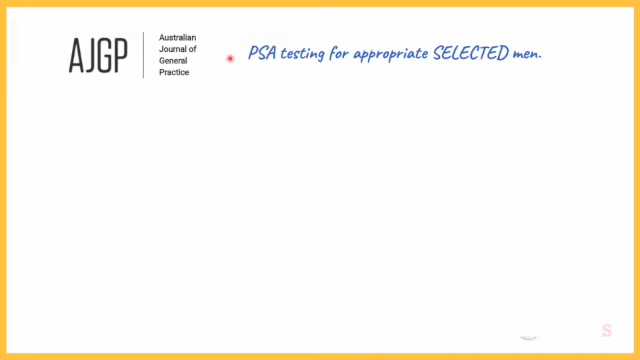 AJGP
Australian
Journal of
General
Practice
PSA testing for appropriate SELECTED men.
S